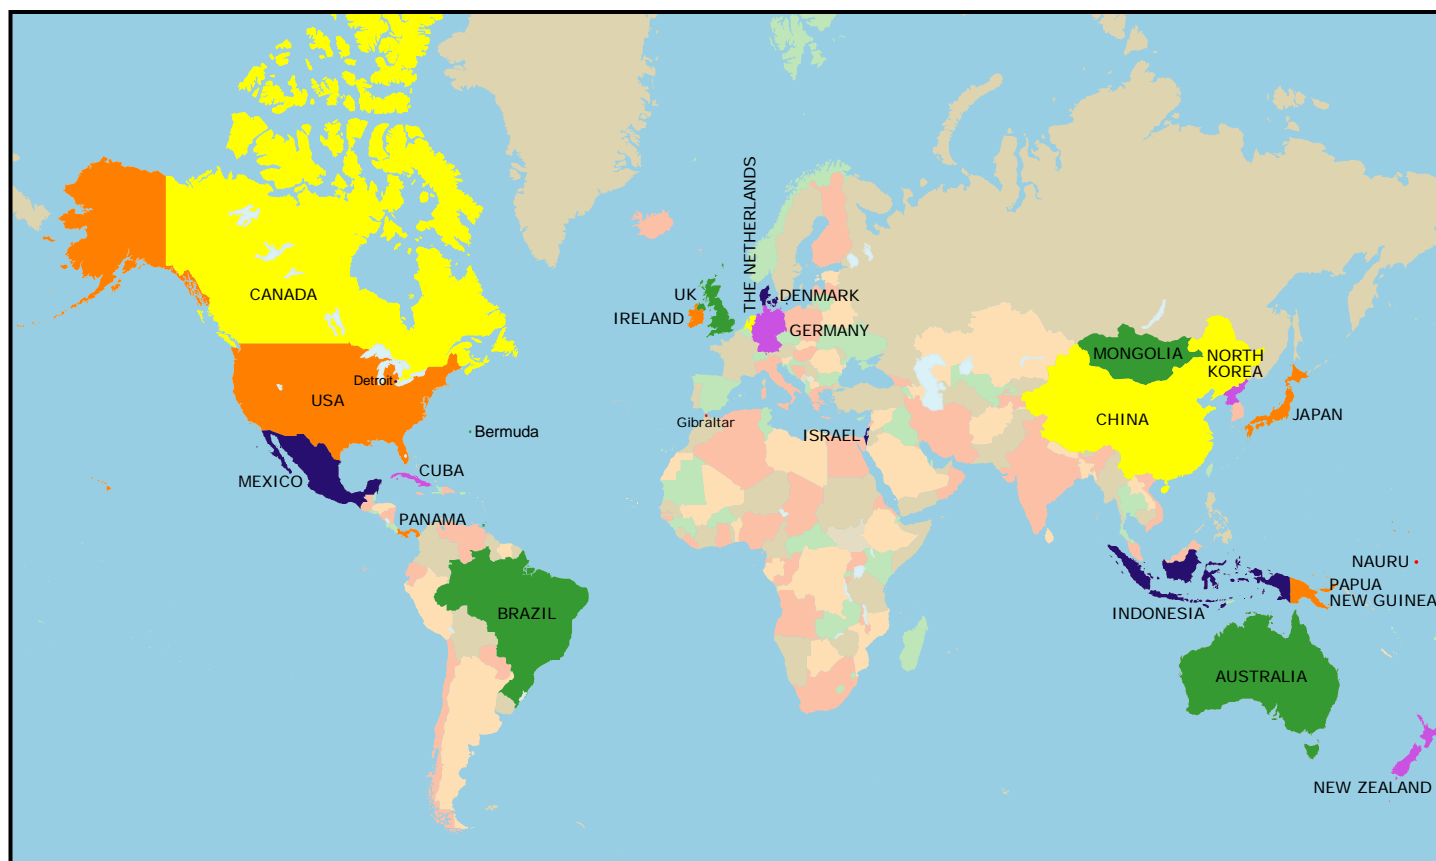 THE NETHERLANDS
CANADA
UK
DENMARK
IRELAND
GERMANY
MONGOLIA
NORTH
KOREA
Detroit
USA
JAPAN
CHINA
Gibraltar
Bermuda
ISRAEL
CUBA
MEXICO
PANAMA
NAURU
PAPUA
NEW GUINEA
BRAZIL
INDONESIA
AUSTRALIA
NEW ZEALAND